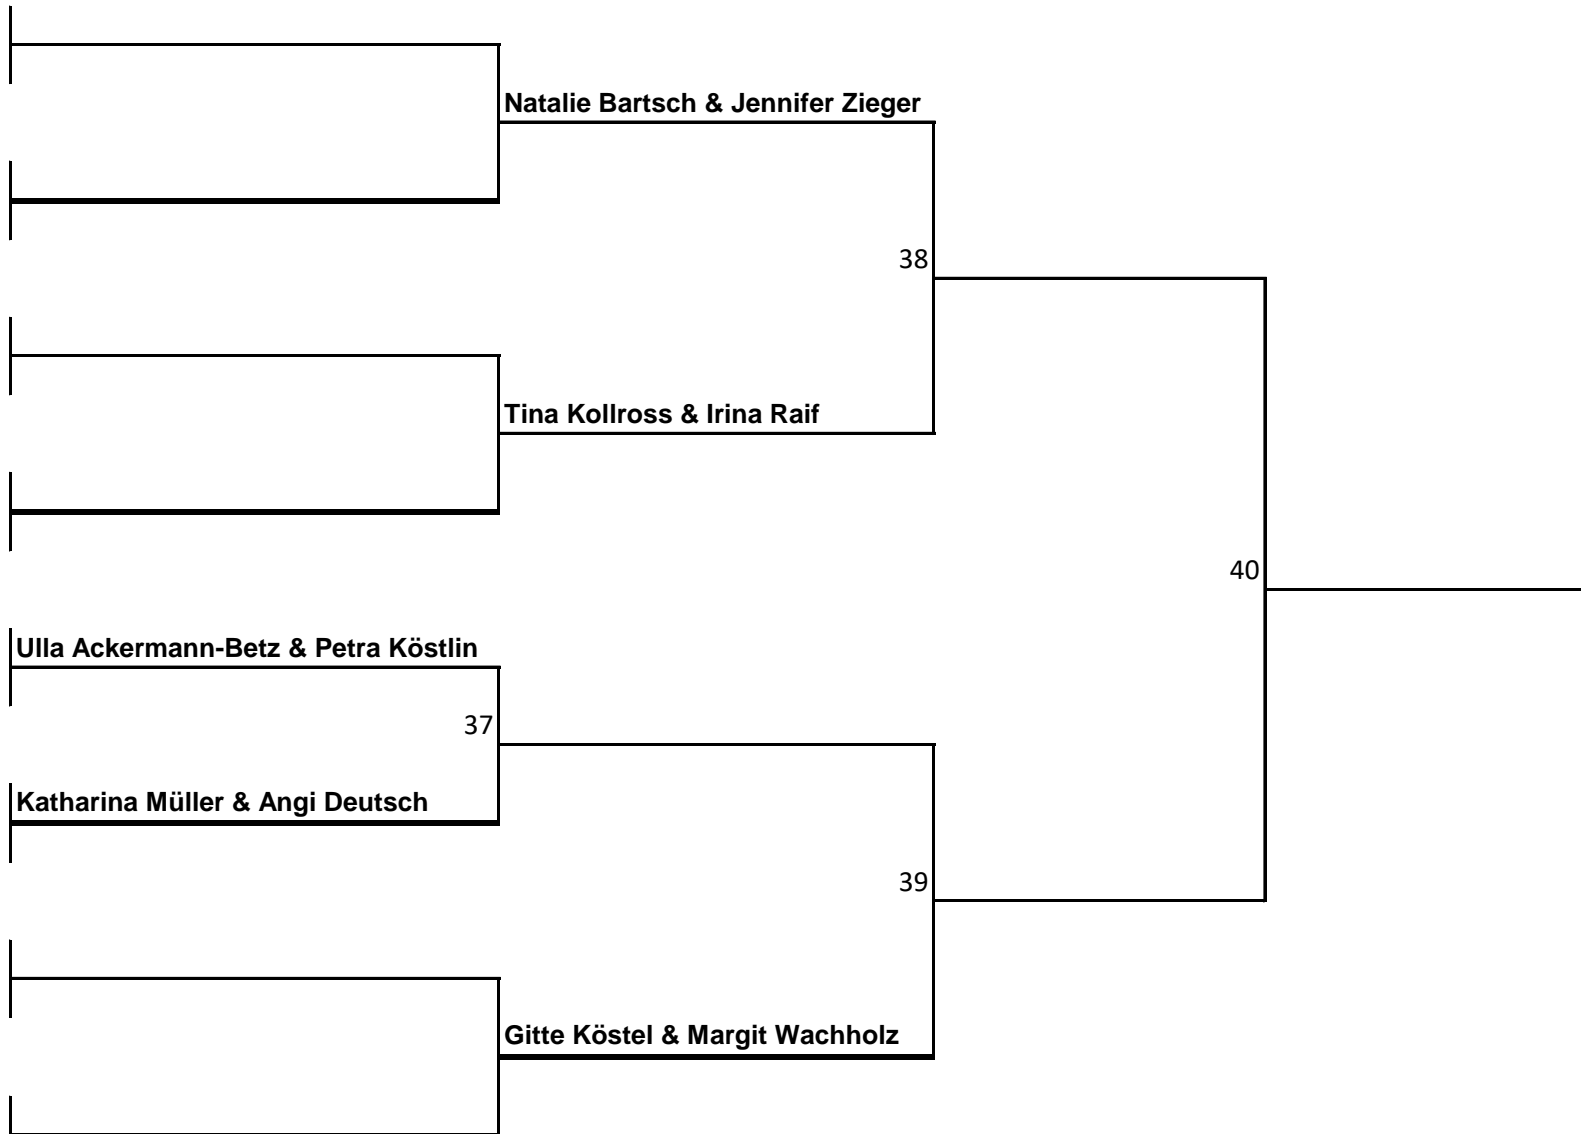 Natalie Bartsch & Jennifer Zieger
38
Tina Kollross & Irina Raif
40
Ulla Ackermann-Betz & Petra Köstlin
37
Katharina Müller & Angi Deutsch
39
Gitte Köstel & Margit Wachholz